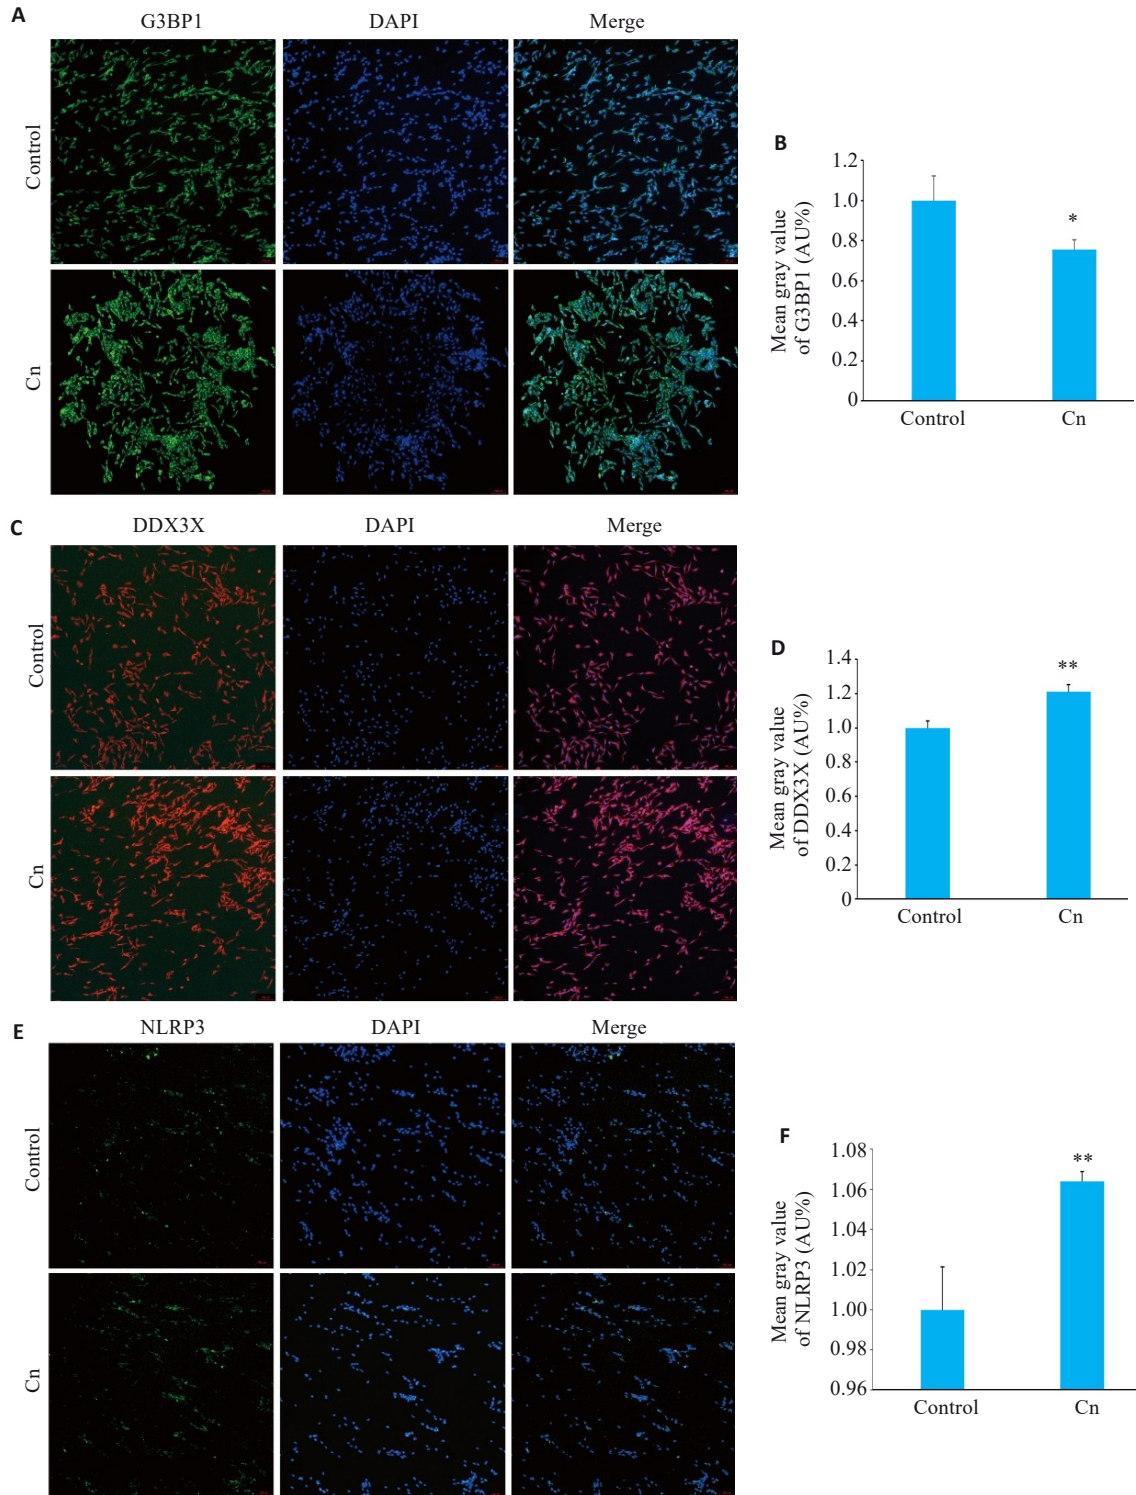 A
G3BP1 DAPI Merge
Control
Cn
B
Mean gray value
of G3BP1 (AU%)
1.2
1.0
0.8
0.6
0.4
0.2
0
*
Control Cn
C
DDX3X DAPI Merge
Control
Cn
D
Mean gray value
of DDX3X (AU%)
1.4
1.2
1.0
0.8
0.6
0.4
0.2
0
**
Control Cn
E
NLRP3 DAPI Merge
Control
Cn
F
Mean gray value
of NLRP3 (AU%)
1.08
1.06
1.04
1.02
1.00
0.98
0.96
**
Control Cn